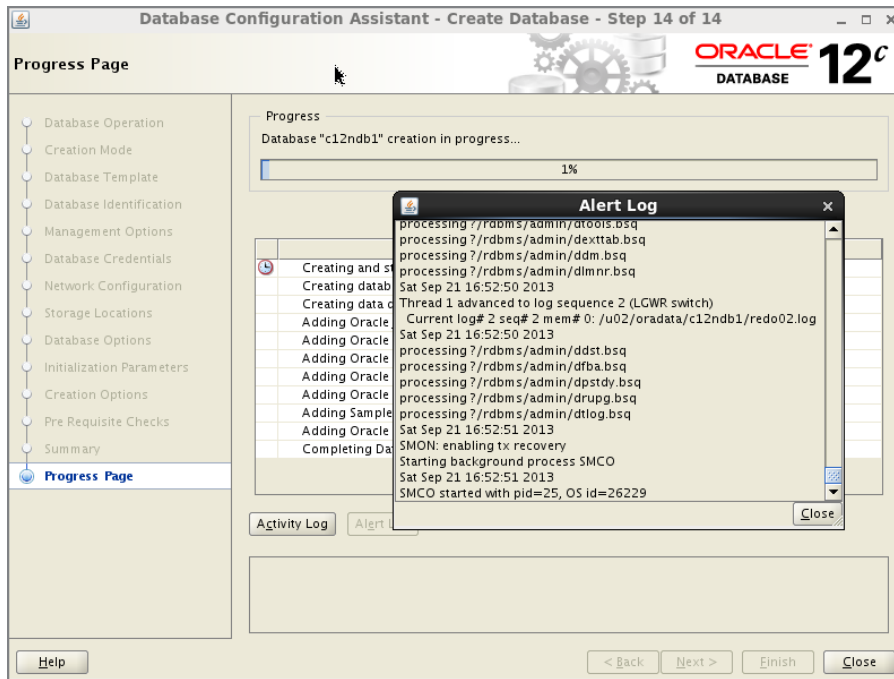 Database Configuration Assistant - Create Database - Step 14 of 14
Progress Page
ORACLE
DATABASE
12c
Database Operation
Creation Mode
Database Template
Database Identification
Management Options
Database Credentials
Network Configuration
Storage Locations
Database Options
Initialization Parameters
Creation Options
Pre Requisite Checks
Summary
Progress Page
Progress
Database "c12ndb1" creation in progress...
1%
Creating and st
Creating datab
Creating data
Adding Oracle
Adding Oracle
Adding Oracle
Adding Oracle
Adding Oracle
Adding Sample
Adding Oracle
Completing Da
Activity Log
Alert
Alert Log
processing ?/rdbms/admin/dtools.bsq
processing ?/rdbms/admin/dexttab.bsq
processing ?/rdbms/admin/ddm.bsq
processing ?/rdbms/admin/dlmnr.bsq
Sat Sep 21 16:52:50 2013
Thread 1 advanced to log sequence 2 (LGWR switch)
Current log# 2 seq# 2 mem# 0: /u02/oradata/c12ndb1/redo02.log
Sat Sep 21 16:52:50 2013
processing ?/rdbms/admin/ddst.bsq
processing ?/rdbms/admin/dfba.bsq
processing ?/rdbms/admin/dpstdy.bsq
processing ?/rdbms/admin/drupg.bsq
processing ?/rdbms/admin/dtlog.bsq
Sat Sep 21 16:52:51 2013
SMON: enabling tx recovery
Starting background process SMCO
Sat Sep 21 16:52:51 2013
SMCO started with pid=25, OS id=26229
Close
Help
< Back
Next >
Finish
Close